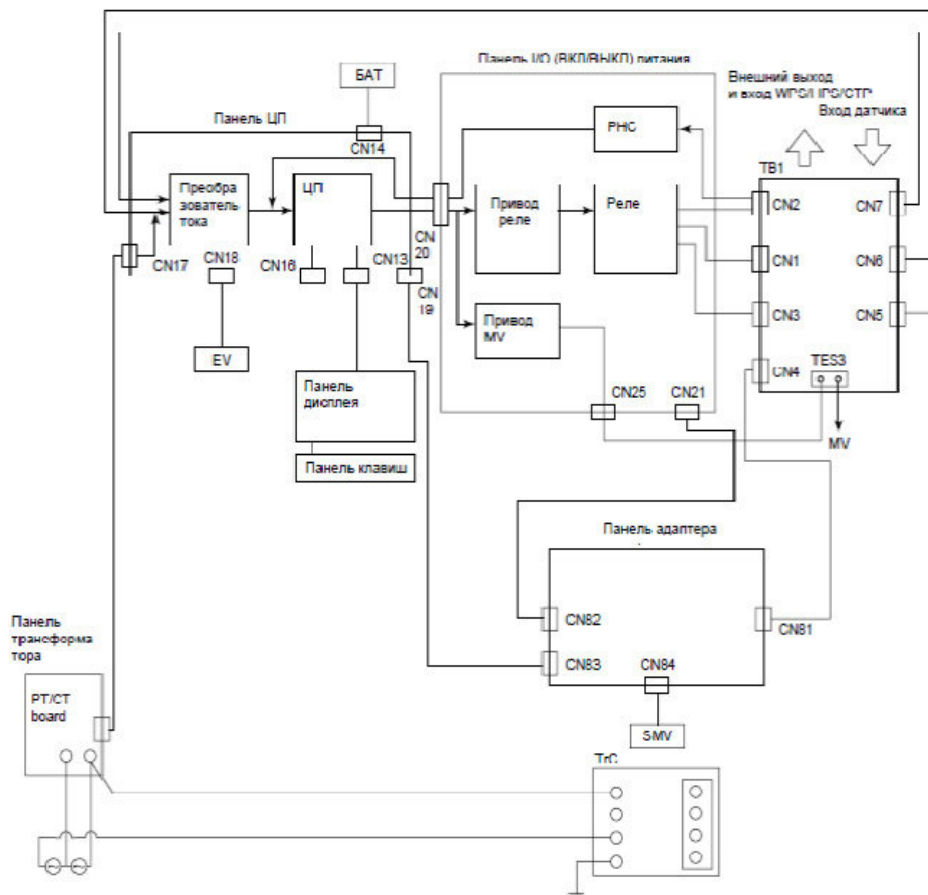 Панель I/O (ВКЛ/ВЫКЛ) питания
БАТ
Внешний выход
и вход WPS/HPS/CTP
Вход датчика
Панель ЦП
CN14
РНС
TB1
Преобра
зователь
тока
ЦП
Привод
реле
Реле
CN2
CN7
CN
20
CN17
CN18
CN16
CN13
CN1
CN6
CN
19
Привод
MV
CN3
CN5
EV
CN4
TES3
Панель
дисплея
CN25
CN21
MV
Панель клавиш
Панель адаптера
Панель
трансформа
тора
CN82
CN81
CN83
CN84
PT/CT
board
SMV
TrC